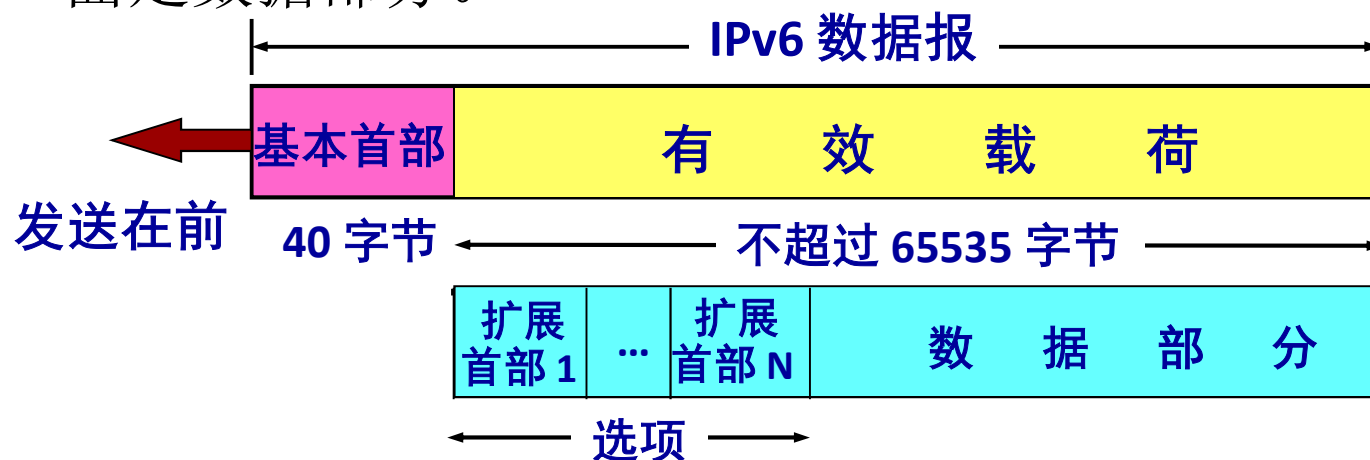 IPv6 数据报
基本首部 有效载荷
发送在前 40 字节 不超过 65535 字节
扩展 首部 1 ... 扩展 首部 N 数据部分
选项